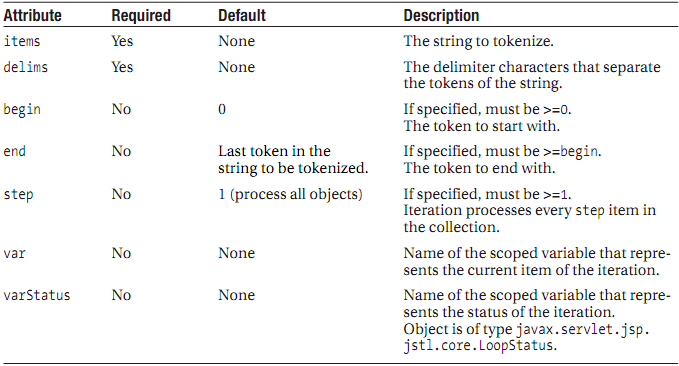 Attribute Required Default Description
items Yes None The string to tokenize.
delims Yes None The delimiter characters that separate
the tokens of the string.
begin No 0 If specified, must be >=0.
The token to start with.
end No Last token in the If specified, must be >=begin.
string to be tokenized. The token to end with.
step No 1 (process all objects) If specified, must be >=1.
Iteration processes every step item in
the collection.
var No None Name of the scoped variable that repre-
sents the current item of the iteration.
varStatus No None Name of the scoped variable that repre-
sents the status of the iteration.
Object is of type javax.servlet.jsp.
jstl.core.LoopStatus.